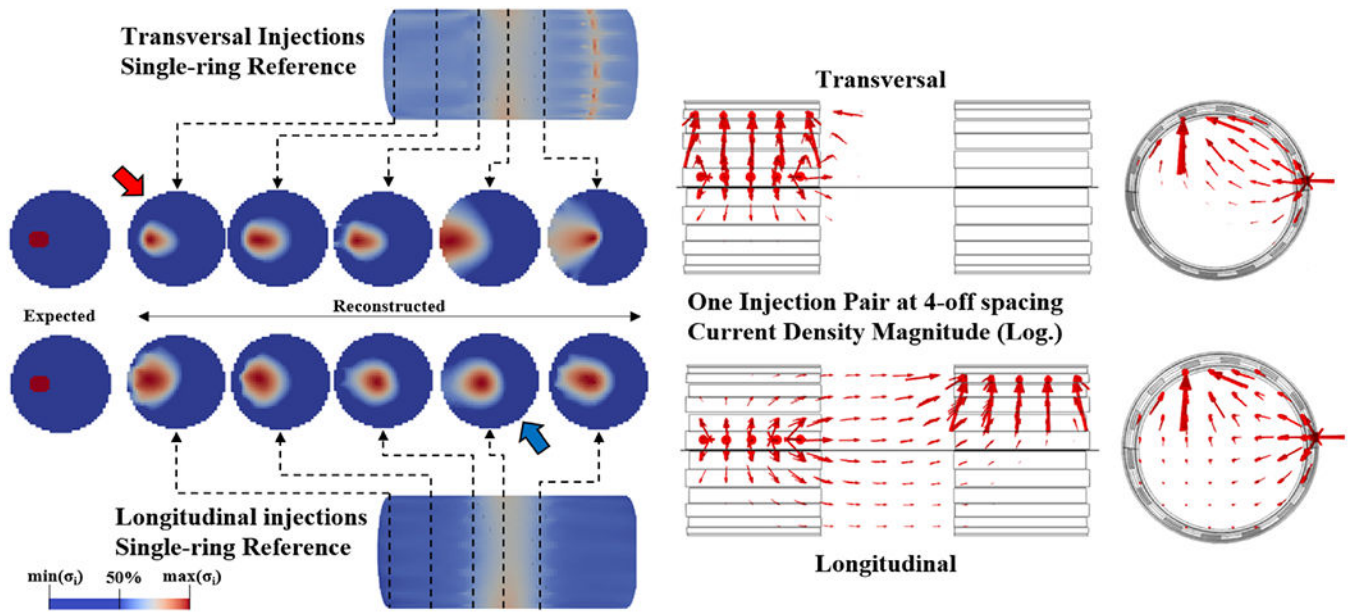 Transversal Injections
Single-ring Reference
Expected
Reconstructed
Longitudinal injections
Single-ring Reference
min(σi)
50%
max(σi)
Transversal
One Injection Pair at 4-off spacing
Current Density Magnitude (Log.)
Longitudinal